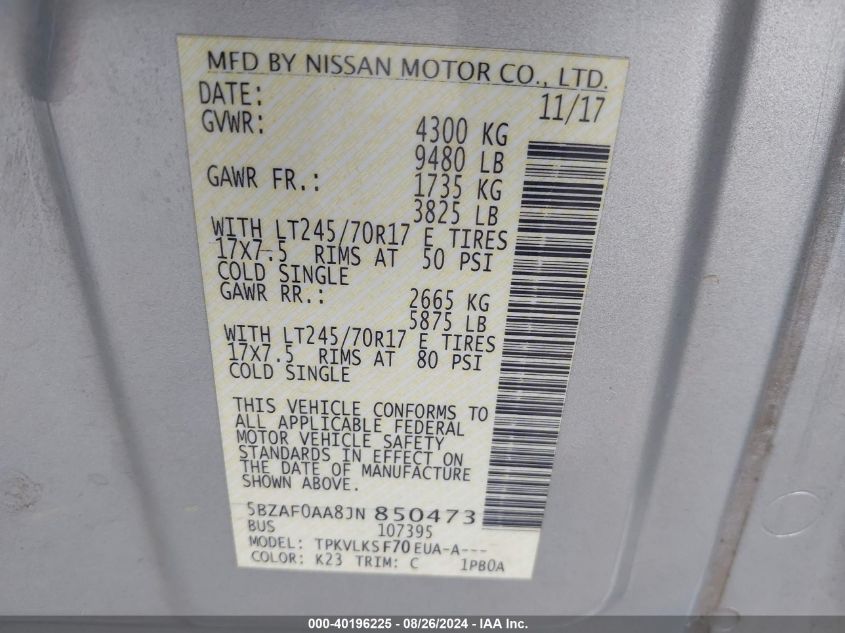 MFD BY NISSAN MOTOR CO., LTD.
DATE: 11/17
GVWR: 4300 KG
9480 LB
GAWR FR.: 1735 KG
3825 LB
WITH LT245/70R17 E TIRES
17X7.5 RIMS AT 50 PSI
COLD SINGLE
GAWR RR.: 2665 KG
5875 LB
WITH LT245/70R17 E TIRES
17X7.5 RIMS AT 80 PSI
COLD SINGLE
THIS VEHICLE CONFORMS TO
ALL APPLICABLE FEDERAL
MOTOR VEHICLE SAFETY
STANDARDS IN EFFECT ON
THE DATE OF MANUFACTURE
SHOWN ABOVE.
5BZAF0AA8JN 850473
BUS 107395
MODEL: TPKVLKSF70EUA-A---
COLOR: K23 TRIM: C 1PB0A
000-40196225 - 08/26/2024 - IAA Inc.